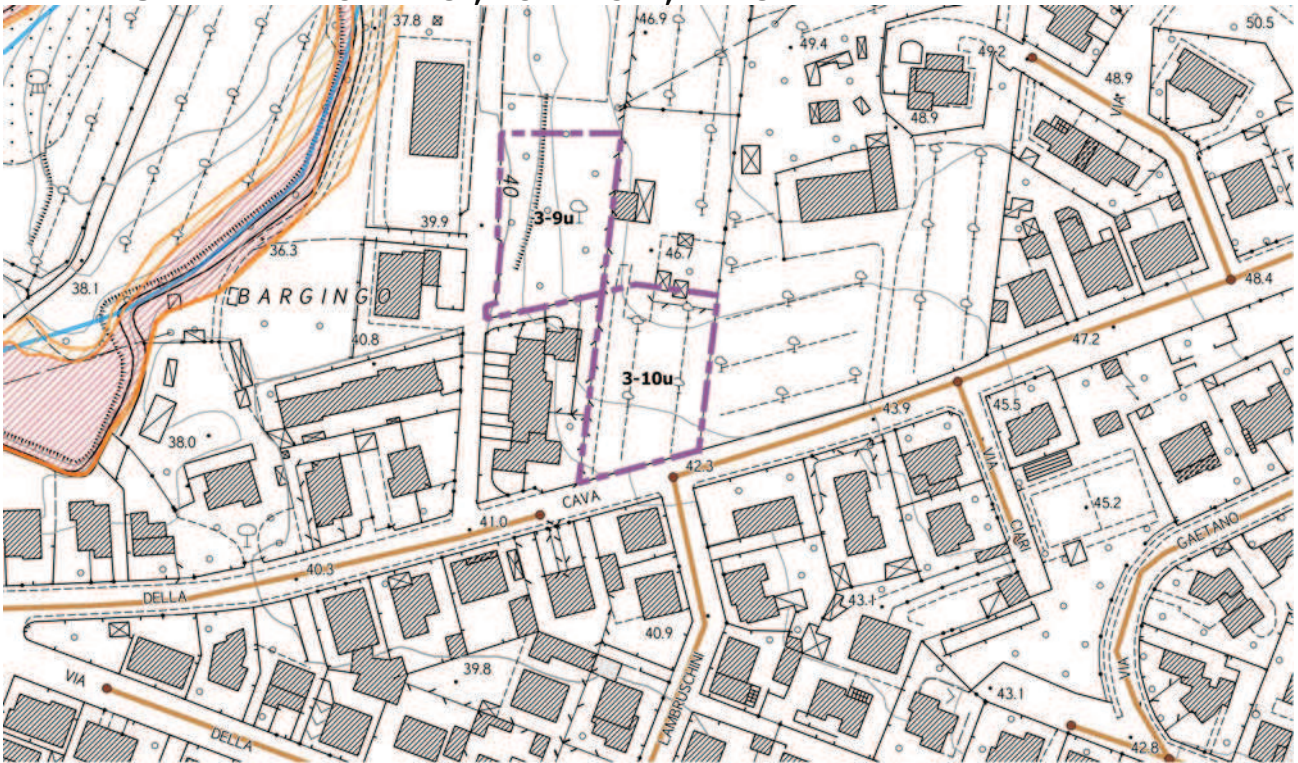 37.8
46.9
49.4
49.2
50.5
48.9
VIA
48.9
40
3-9u
39.9
46.7
36.3
38.1
BARGINGO
48.4
40.8
47.2
3-10u
43.9
45.5
38.0
42.3
VIA
CAVA
41.0
45.2
CIARI
GAETANO
40.3
DELLA
43.1
40.9
39.8
LAMBRUSCHINI
VIA
VIA
43.1
DELLA
42.8